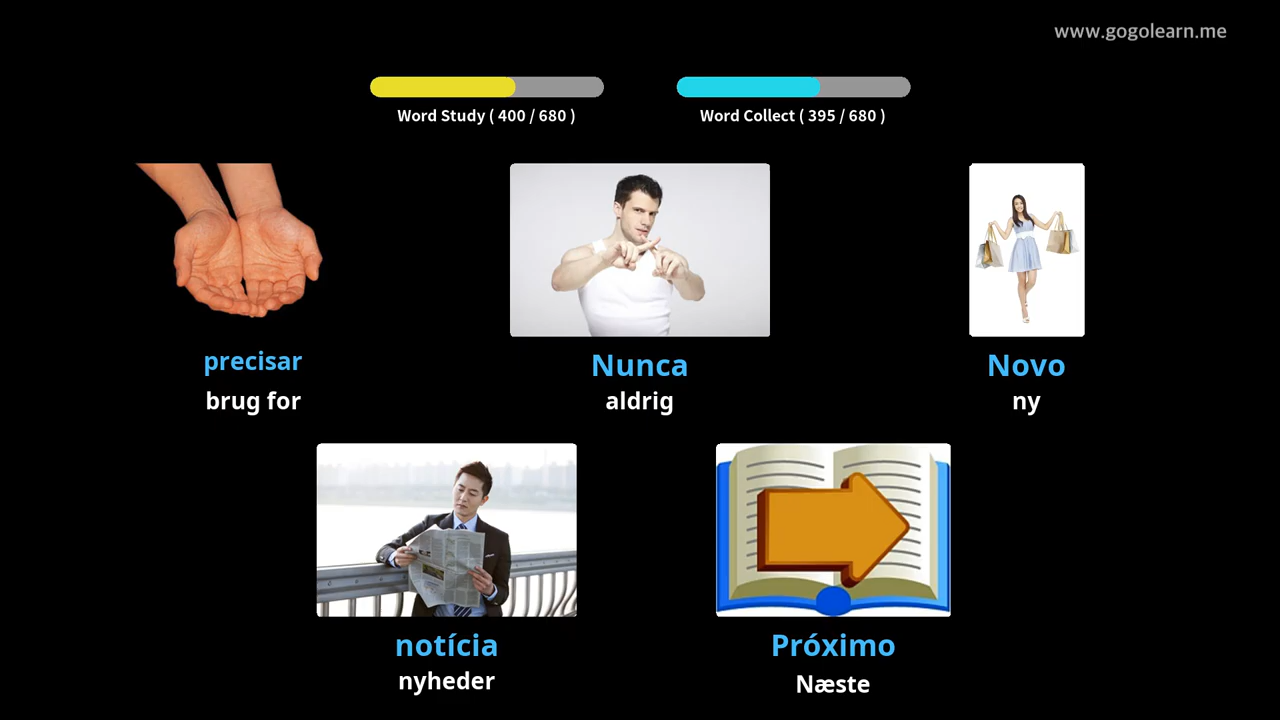 www.gogolearn.me
Word Study ( 400 / 680 )
Word Collect ( 395 / 680 )
precisar
brug for
Nunca
aldrig
Novo
ny
notícia
nyheder
Próximo
Næste